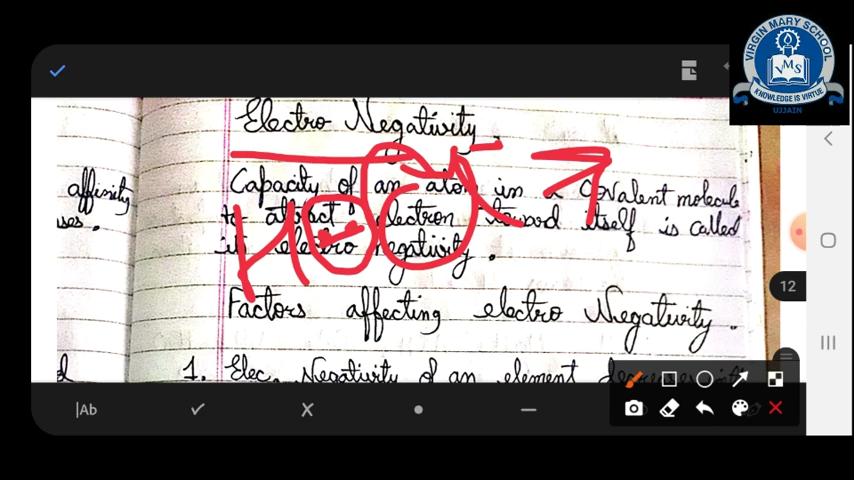 VIRGIN MARY SCHOOL
VMS
KNOWLEDGE IS VIRTUE
UJJAIN
Electro Negativity.
affinity
Capacity of an atom in a Covalent molecule
to attract electron toward itself is called
its electro negativity.
Factors affecting electro Negativity.
1. Elec. Negativity of an element decreases
12
|Ab